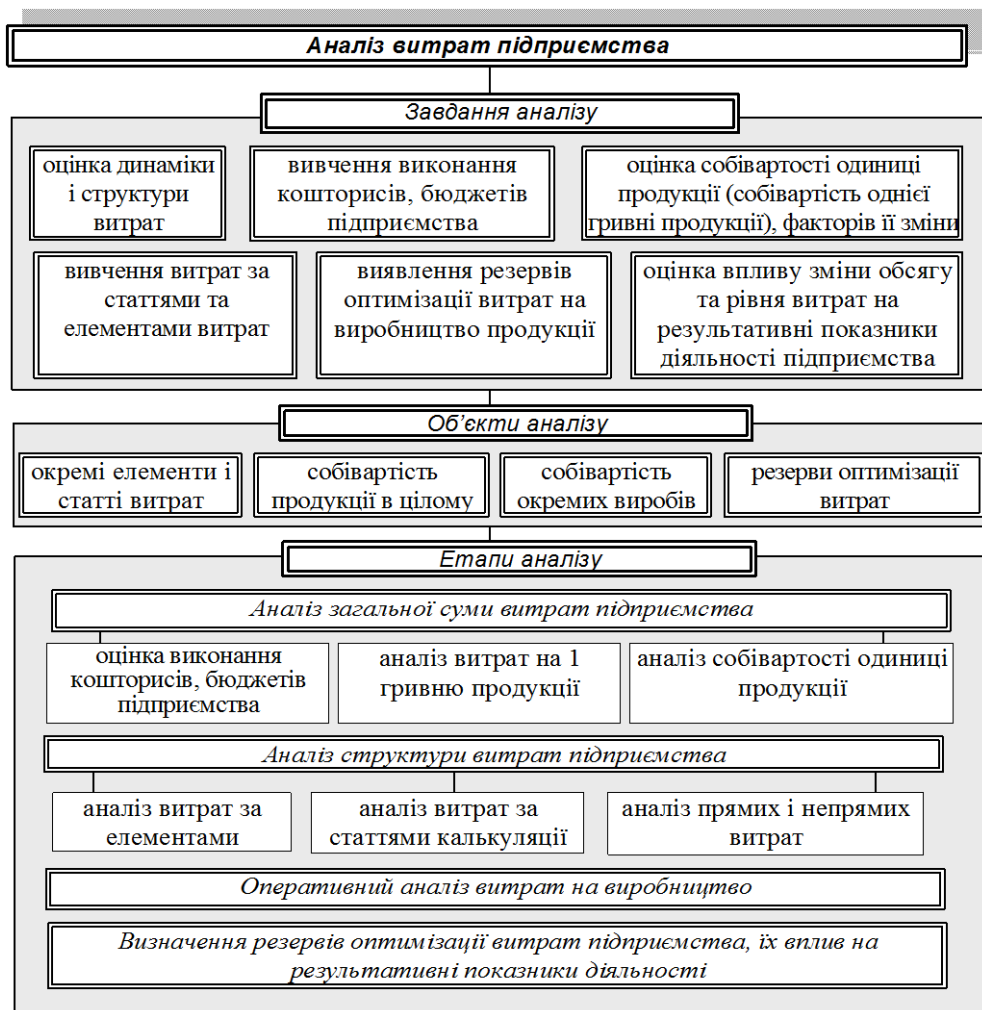 Аналіз витрат підприємства
Завдання аналізу
оцінка динаміки
і структури
витрат
вивчення виконання
кошторисів, бюджетів
підприємства
оцінка собівартості одиниці
продукції (собівартість однієї
гривні продукції), факторів її зміни
вивчення витрат за
статтями та
елементами витрат
виявлення резервів
оптимізації витрат на
виробництво продукції
оцінка впливу зміни обсягу
та рівня витрат на
результативні показники
діяльності підприємства
Об’єкти аналізу
окремі елементи і
статті витрат
собівартість
продукції в цілому
собівартість
окремих виробів
резерви оптимізації
витрат
Етапи аналізу
Аналіз загальної суми витрат підприємства
оцінка виконання
кошторисів, бюджетів
підприємства
аналіз витрат на 1
гривню продукції
аналіз собівартості одиниці
продукції
Аналіз структури витрат підприємства
аналіз витрат за
елементами
аналіз витрат за
статтями калькуляції
аналіз прямих і непрямих
витрат
Оперативний аналіз витрат на виробництво
Визначення резервів оптимізації витрат підприємства, їх вплив на
результативні показники діяльності